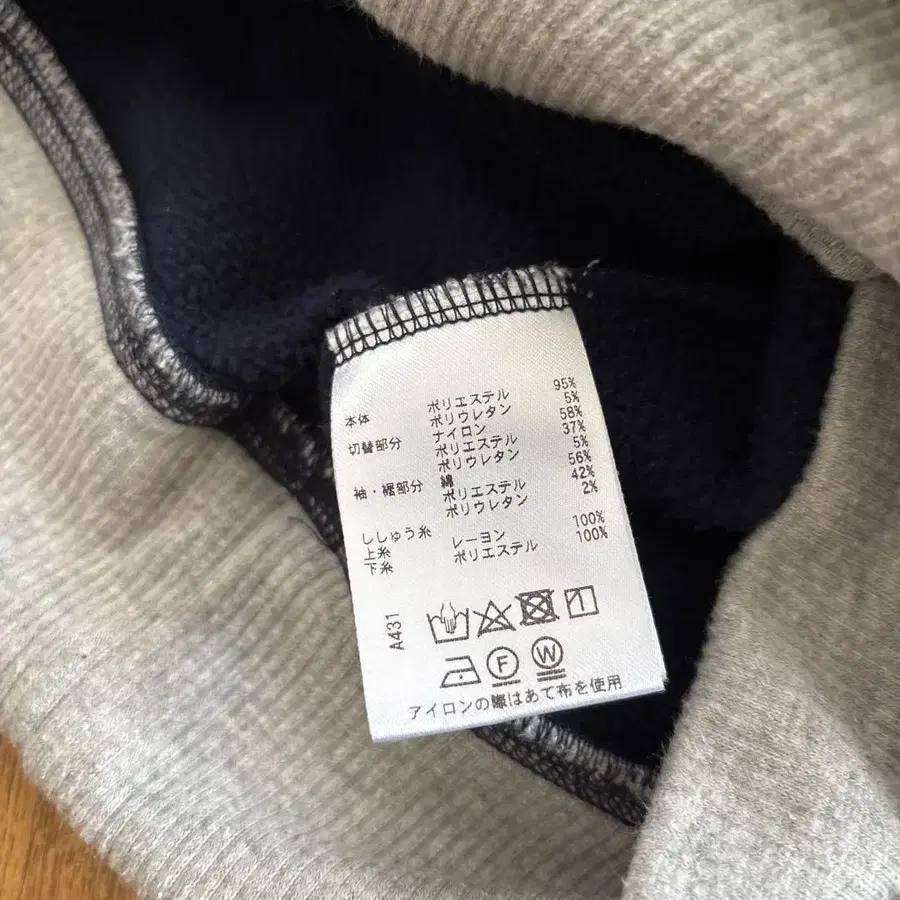 本体 ポリエステル 95%
ポリウレタン 5%
切替部分 ナイロン 58%
ポリエステル 37%
ポリウレタン 5%
袖・裾部分 綿 56%
ポリエステル 42%
ポリウレタン 2%
ししゅう糸
上糸 レーヨン 100%
下糸 ポリエステル 100%
A431
F W
アイロンの際はあて布を使用